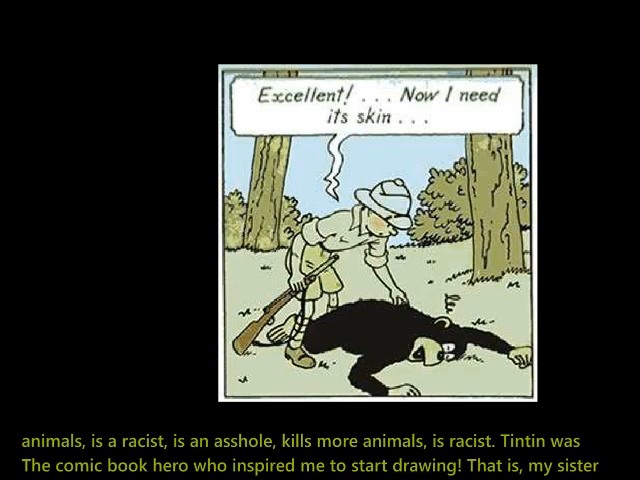 Excellent! . . . Now I need
its skin . . .
animals, is a racist, is an asshole, kills more animals, is racist. Tintin was
The comic book hero who inspired me to start drawing! That is, my sister